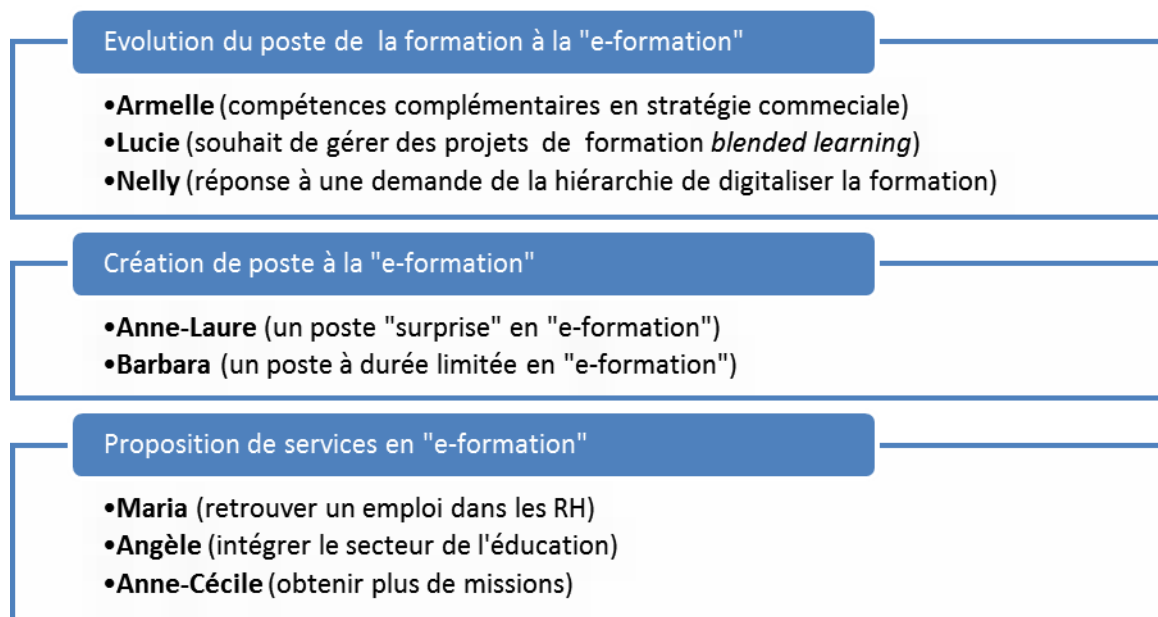 Evolution du poste de la formation à la "e-formation"
•Armelle (compétences complémentaires en stratégie commeciale)
•Lucie (souhait de gérer des projets de formation blended learning)
•Nelly (réponse à une demande de la hiérarchie de digitaliser la formation)
Création de poste à la "e-formation"
•Anne-Laure (un poste "surprise" en "e-formation")
•Barbara (un poste à durée limitée en "e-formation")
Proposition de services en "e-formation"
•Maria (retrouver un emploi dans les RH)
•Angèle (intégrer le secteur de l'éducation)
•Anne-Cécile (obtenir plus de missions)